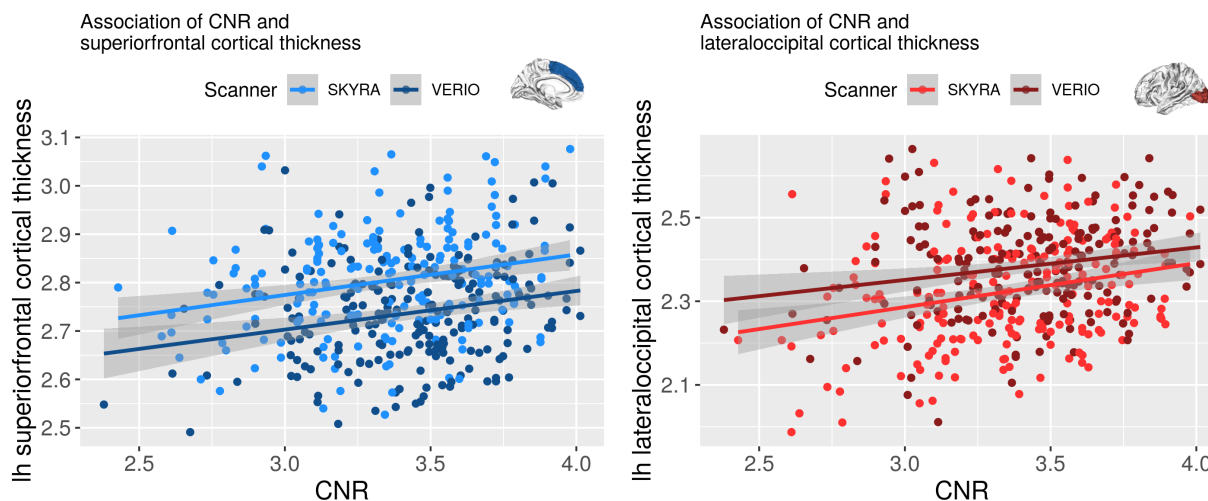 Association of CNR and
superiorfrontal cortical thickness
Scanner SKYRA VERIO
lh superiorfrontal cortical thickness
3.1
3.0
2.9
2.8
2.7
2.6
2.5
2.5 3.0 3.5 4.0
CNR
Association of CNR and
lateraloccipital cortical thickness
Scanner SKYRA VERIO
lh lateraloccipital cortical thickness
2.5
2.3
2.1
2.5 3.0 3.5 4.0
CNR